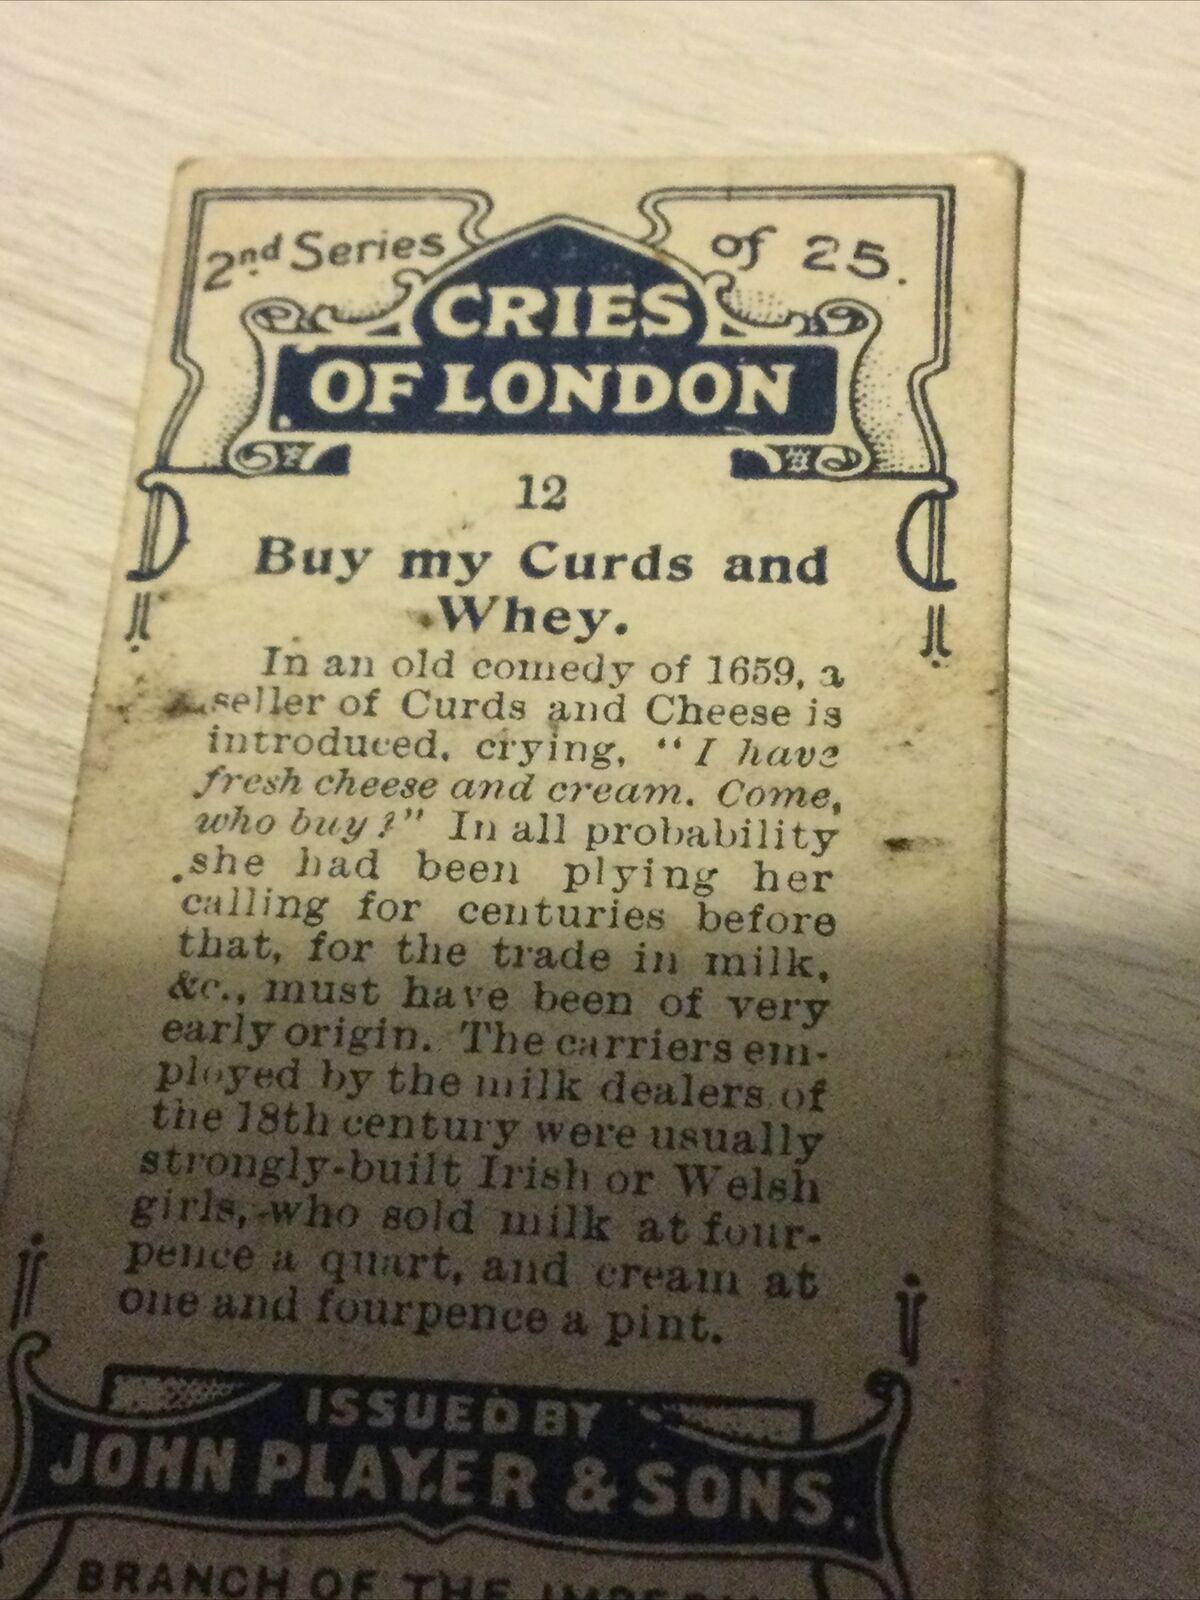 2nd Series of 25.
CRIES
OF LONDON
12
Buy my Curds and
Whey.
In an old comedy of 1659, a
seller of Curds and Cheese is
introduced, crying, "I have
fresh cheese and cream. Come,
who buy?" In all probability
she had been plying her
calling for centuries before
that, for the trade in milk,
&c., must have been of very
early origin. The carriers em-
ployed by the milk dealers of
the 18th century were usually
strongly-built Irish or Welsh
girls, who sold milk at four-
pence a quart, and cream at
one and fourpence a pint.
ISSUED BY
JOHN PLAYER & SONS.
BRANCH OF THE